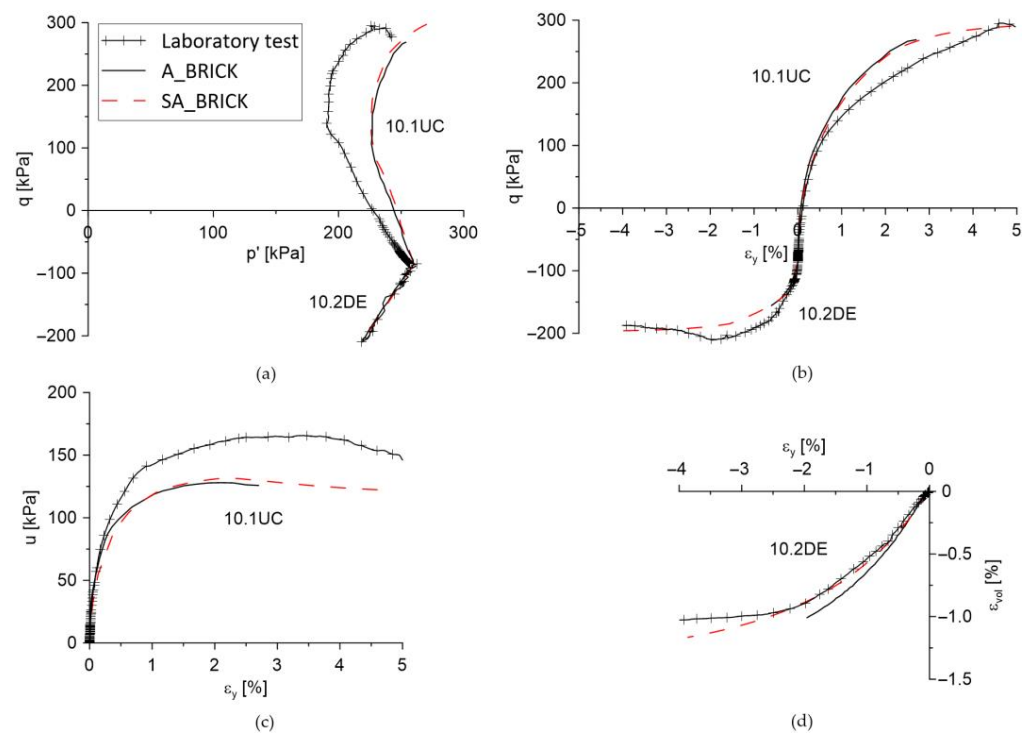 300
200
100
0
−100
−200
q [kPa]
Laboratory test
A_BRICK
SA_BRICK
10.1UC
100
200
300
p' [kPa]
10.2DE
(a)
300
200
100
0
−100
−200
q [kPa]
10.1UC
−5 −4 −3 −2 −1 0 1 2 3 4 5
εy [%]
10.2DE
(b)
200
150
100
50
0
u [kPa]
10.1UC
0 1 2 3 4 5
εy [%]
(c)
εy [%]
−4 −3 −2 −1 0
0
−0.5
−1.0
−1.5
εvol [%]
10.2DE
(d)